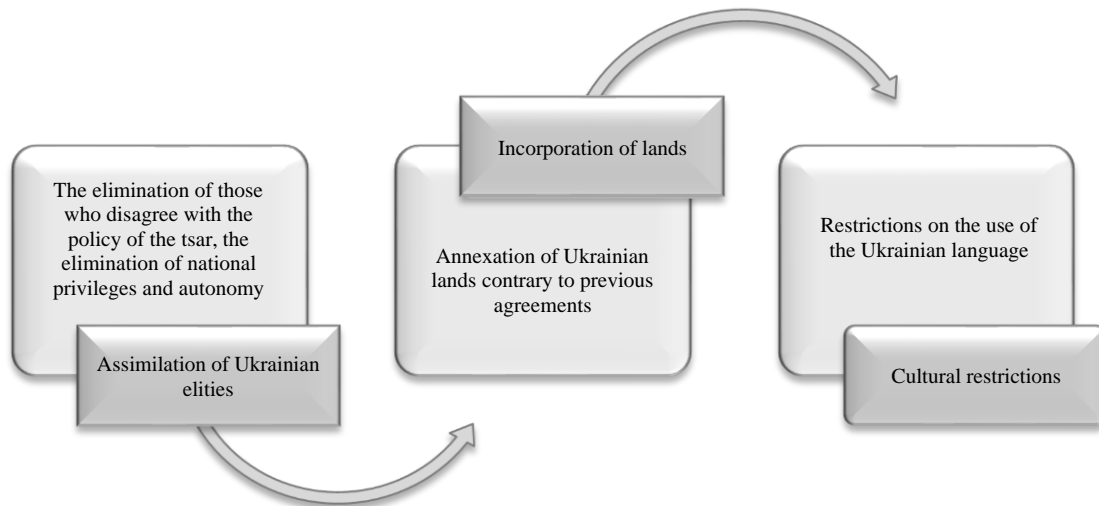 The elimination of those
who disagree with the
policy of the tsar, the
elimination of national
privileges and autonomy
Assimilation of Ukrainian
elities
Incorporation of lands
Annexation of Ukrainian
lands contrary to previous
agreements
Restrictions on the use of
the Ukrainian language
Cultural restrictions